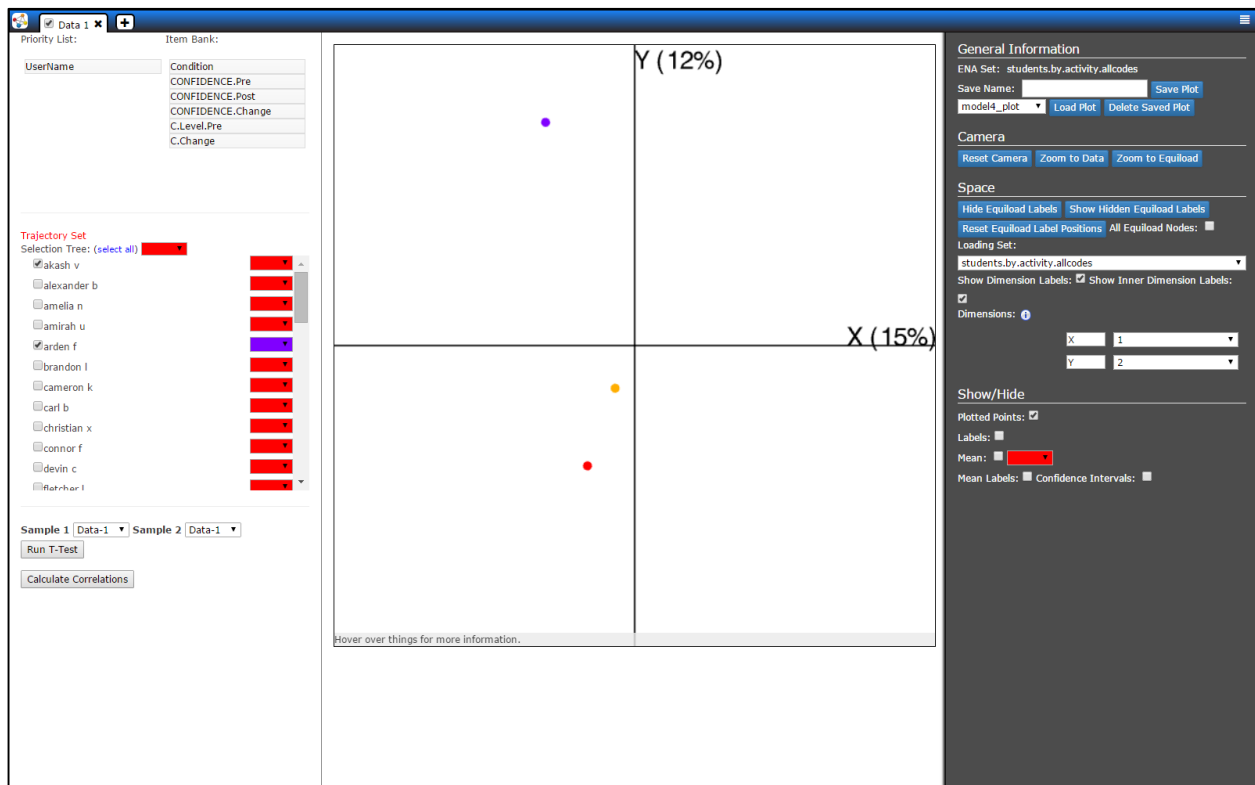 Data 1
Priority List:
Item Bank:
UserName
Condition
CONFIDENCE.Pre
CONFIDENCE.Post
CONFIDENCE.Change
C.Level.Pre
C.Change
Trajectory Set
Selection Tree: (select all)
akash v
alexander b
amelia n
amirah u
arden f
brandon l
cameron k
carl b
christian x
connor f
devin c
fletcher l
Sample 1 Data-1 Sample 2 Data-1
Run T-Test
Calculate Correlations
Y (12%)
X (15%)
Hover over things for more information.
General Information
ENA Set: students.by.activity.allcodes
Save Name: Save Plot
model4_plot Load Plot Delete Saved Plot
Camera
Reset Camera Zoom to Data Zoom to Equiload
Space
Hide Equiload Labels Show Hidden Equiload Labels
Reset Equiload Label Positions All Equiload Nodes:
Loading Set:
students.by.activity.allcodes
Show Dimension Labels: Show Inner Dimension Labels:
Dimensions: i
X 1
Y 2
Show/Hide
Plotted Points:
Labels:
Mean:
Mean Labels: Confidence Intervals: